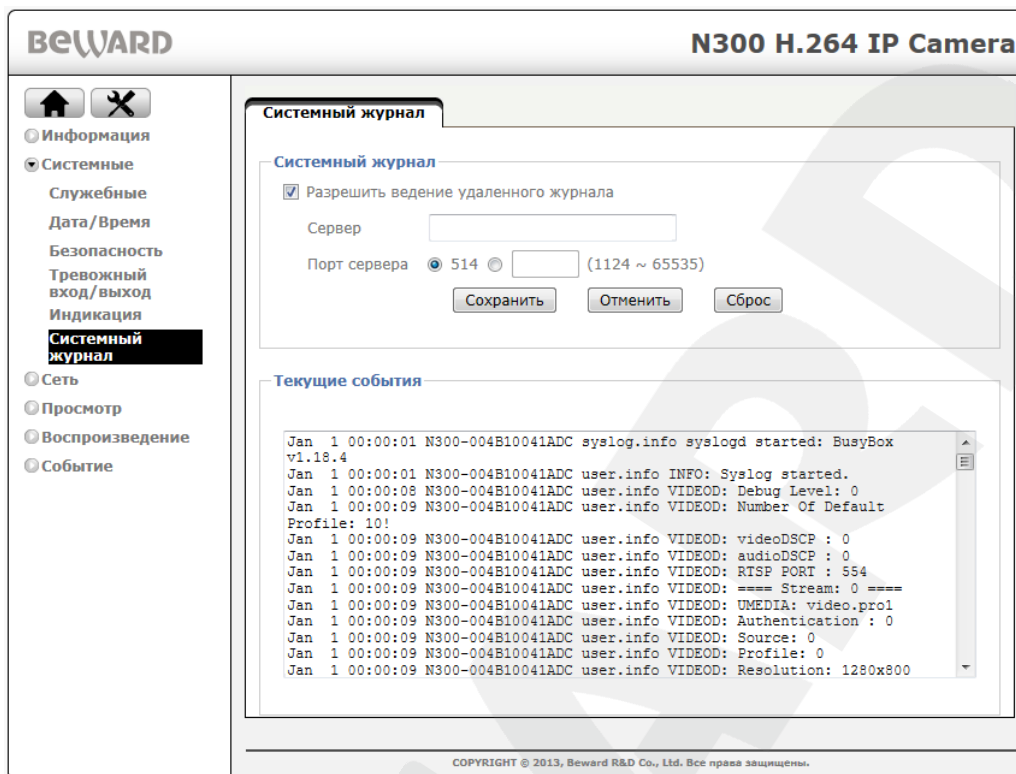 BEWARD
N300 H.264 IP Camera
Информация
Системные
Служебные
Дата/Время
Безопасность
Тревожный
вход/выход
Индикация
Системный
журнал
Сеть
Просмотр
Воспроизведение
Событие
Системный журнал
Системный журнал
Разрешить ведение удаленного журнала
Сервер
Порт сервера 514 (1124 ~ 65535)
Сохранить Отменить Сброс
Текущие события
Jan 1 00:00:01 N300-004B10041ADC syslog.info syslogd started: BusyBox
v1.18.4
Jan 1 00:00:01 N300-004B10041ADC user.info INFO: Syslog started.
Jan 1 00:00:08 N300-004B10041ADC user.info VIDEOD: Debug Level: 0
Jan 1 00:00:09 N300-004B10041ADC user.info VIDEOD: Number Of Default
Profile: 10!
Jan 1 00:00:09 N300-004B10041ADC user.info VIDEOD: videoDSCP : 0
Jan 1 00:00:09 N300-004B10041ADC user.info VIDEOD: audioDSCP : 0
Jan 1 00:00:09 N300-004B10041ADC user.info VIDEOD: RTSP PORT : 554
Jan 1 00:00:09 N300-004B10041ADC user.info VIDEOD: ==== Stream: 0 ====
Jan 1 00:00:09 N300-004B10041ADC user.info VIDEOD: UMEDIA: video.pro1
Jan 1 00:00:09 N300-004B10041ADC user.info VIDEOD: Authentication : 0
Jan 1 00:00:09 N300-004B10041ADC user.info VIDEOD: Source: 0
Jan 1 00:00:09 N300-004B10041ADC user.info VIDEOD: Profile: 0
Jan 1 00:00:09 N300-004B10041ADC user.info VIDEOD: Resolution: 1280x800
COPYRIGHT © 2013, Beward R&D Co., Ltd. Все права защищены.